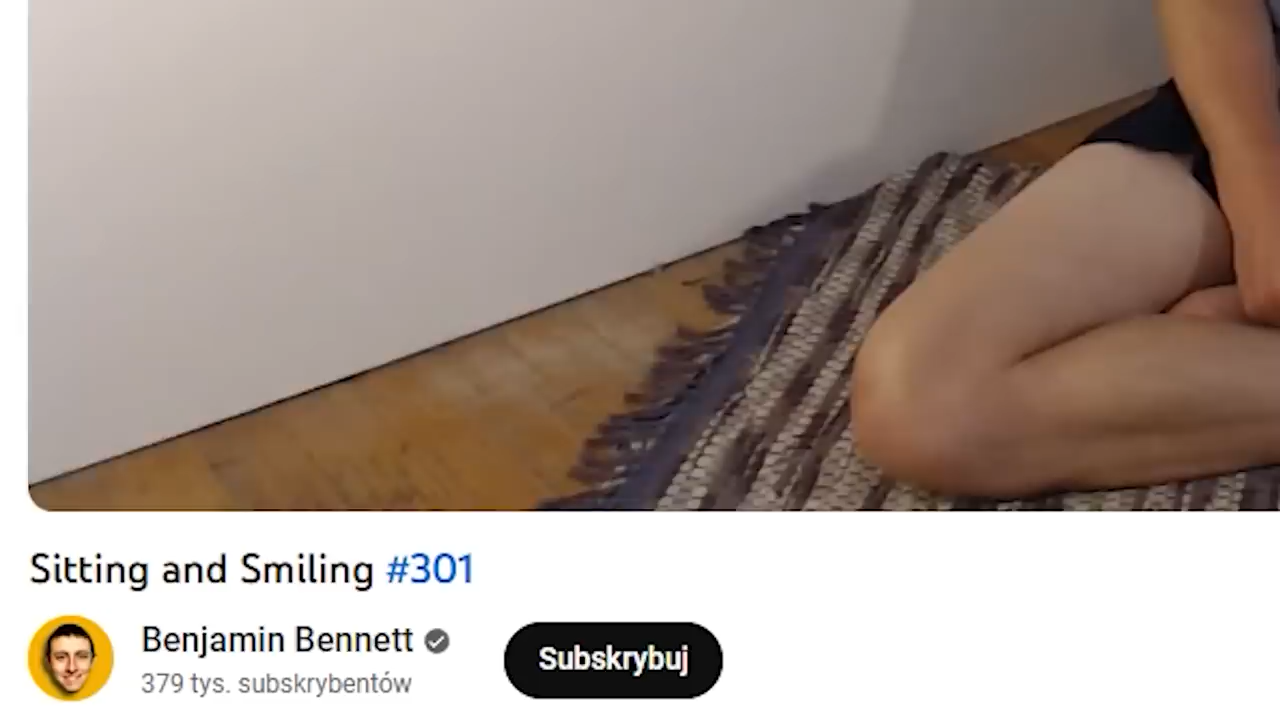 Sitting and Smiling #301
Benjamin Bennett
379 tys. subskrybentów
Subskrybuj